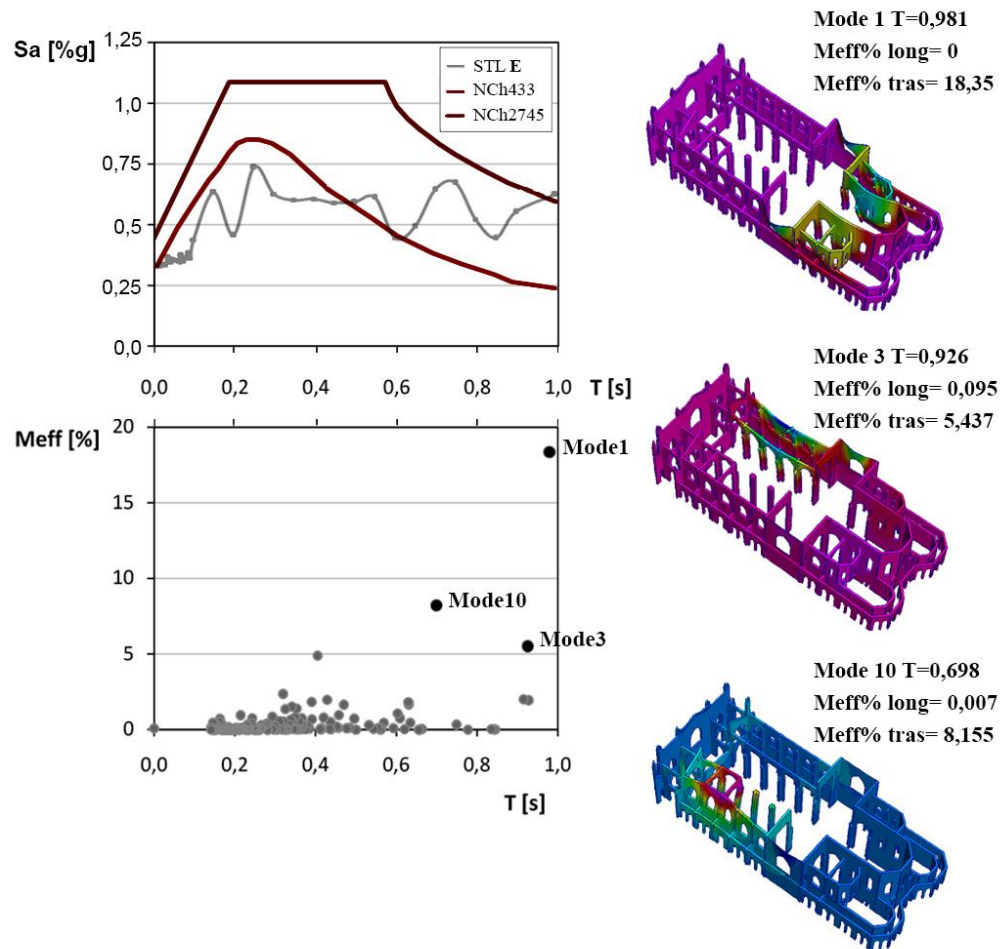 Sa [%g]
1,25
1,0
0,75
0,5
0,25
0,0
STL E
NCh433
NCh2745
0,0
0,2
0,4
0,6
0,8
1,0
T [s]
Meff [%]
20
15
10
5
0
Mode1
Mode10
Mode3
0,0
0,2
0,4
0,6
0,8
1,0
T [s]
Mode 1 T=0,981
Meff% long= 0
Meff% tras= 18,35
Mode 3 T=0,926
Meff% long= 0,095
Meff% tras= 5,437
Mode 10 T=0,698
Meff% long= 0,007
Meff% tras= 8,155